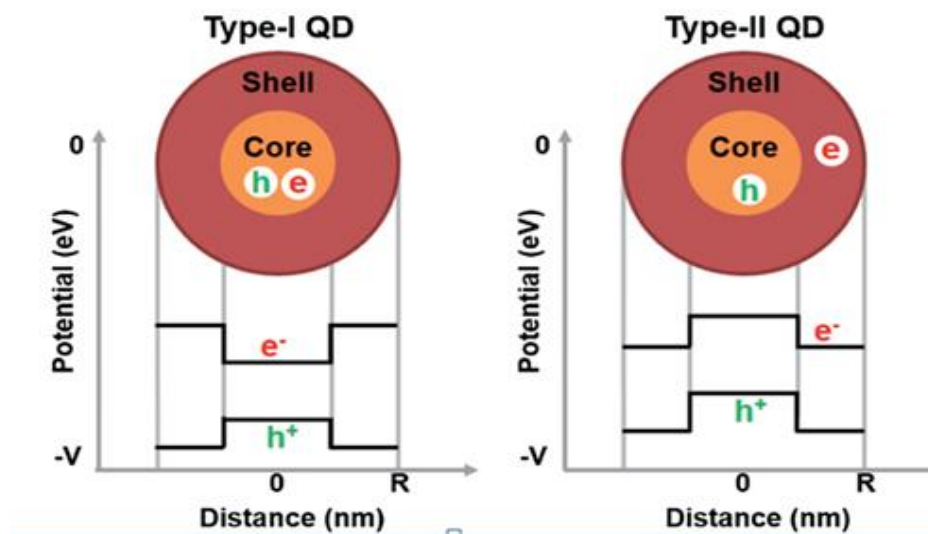 Type-I QD
Shell
Core
h e
0
Potential (eV)
e-
h+
-V
0 R
Distance (nm)
Type-II QD
Shell
Core
e
h
0
Potential (eV)
e-
h+
-V
0 R
Distance (nm)